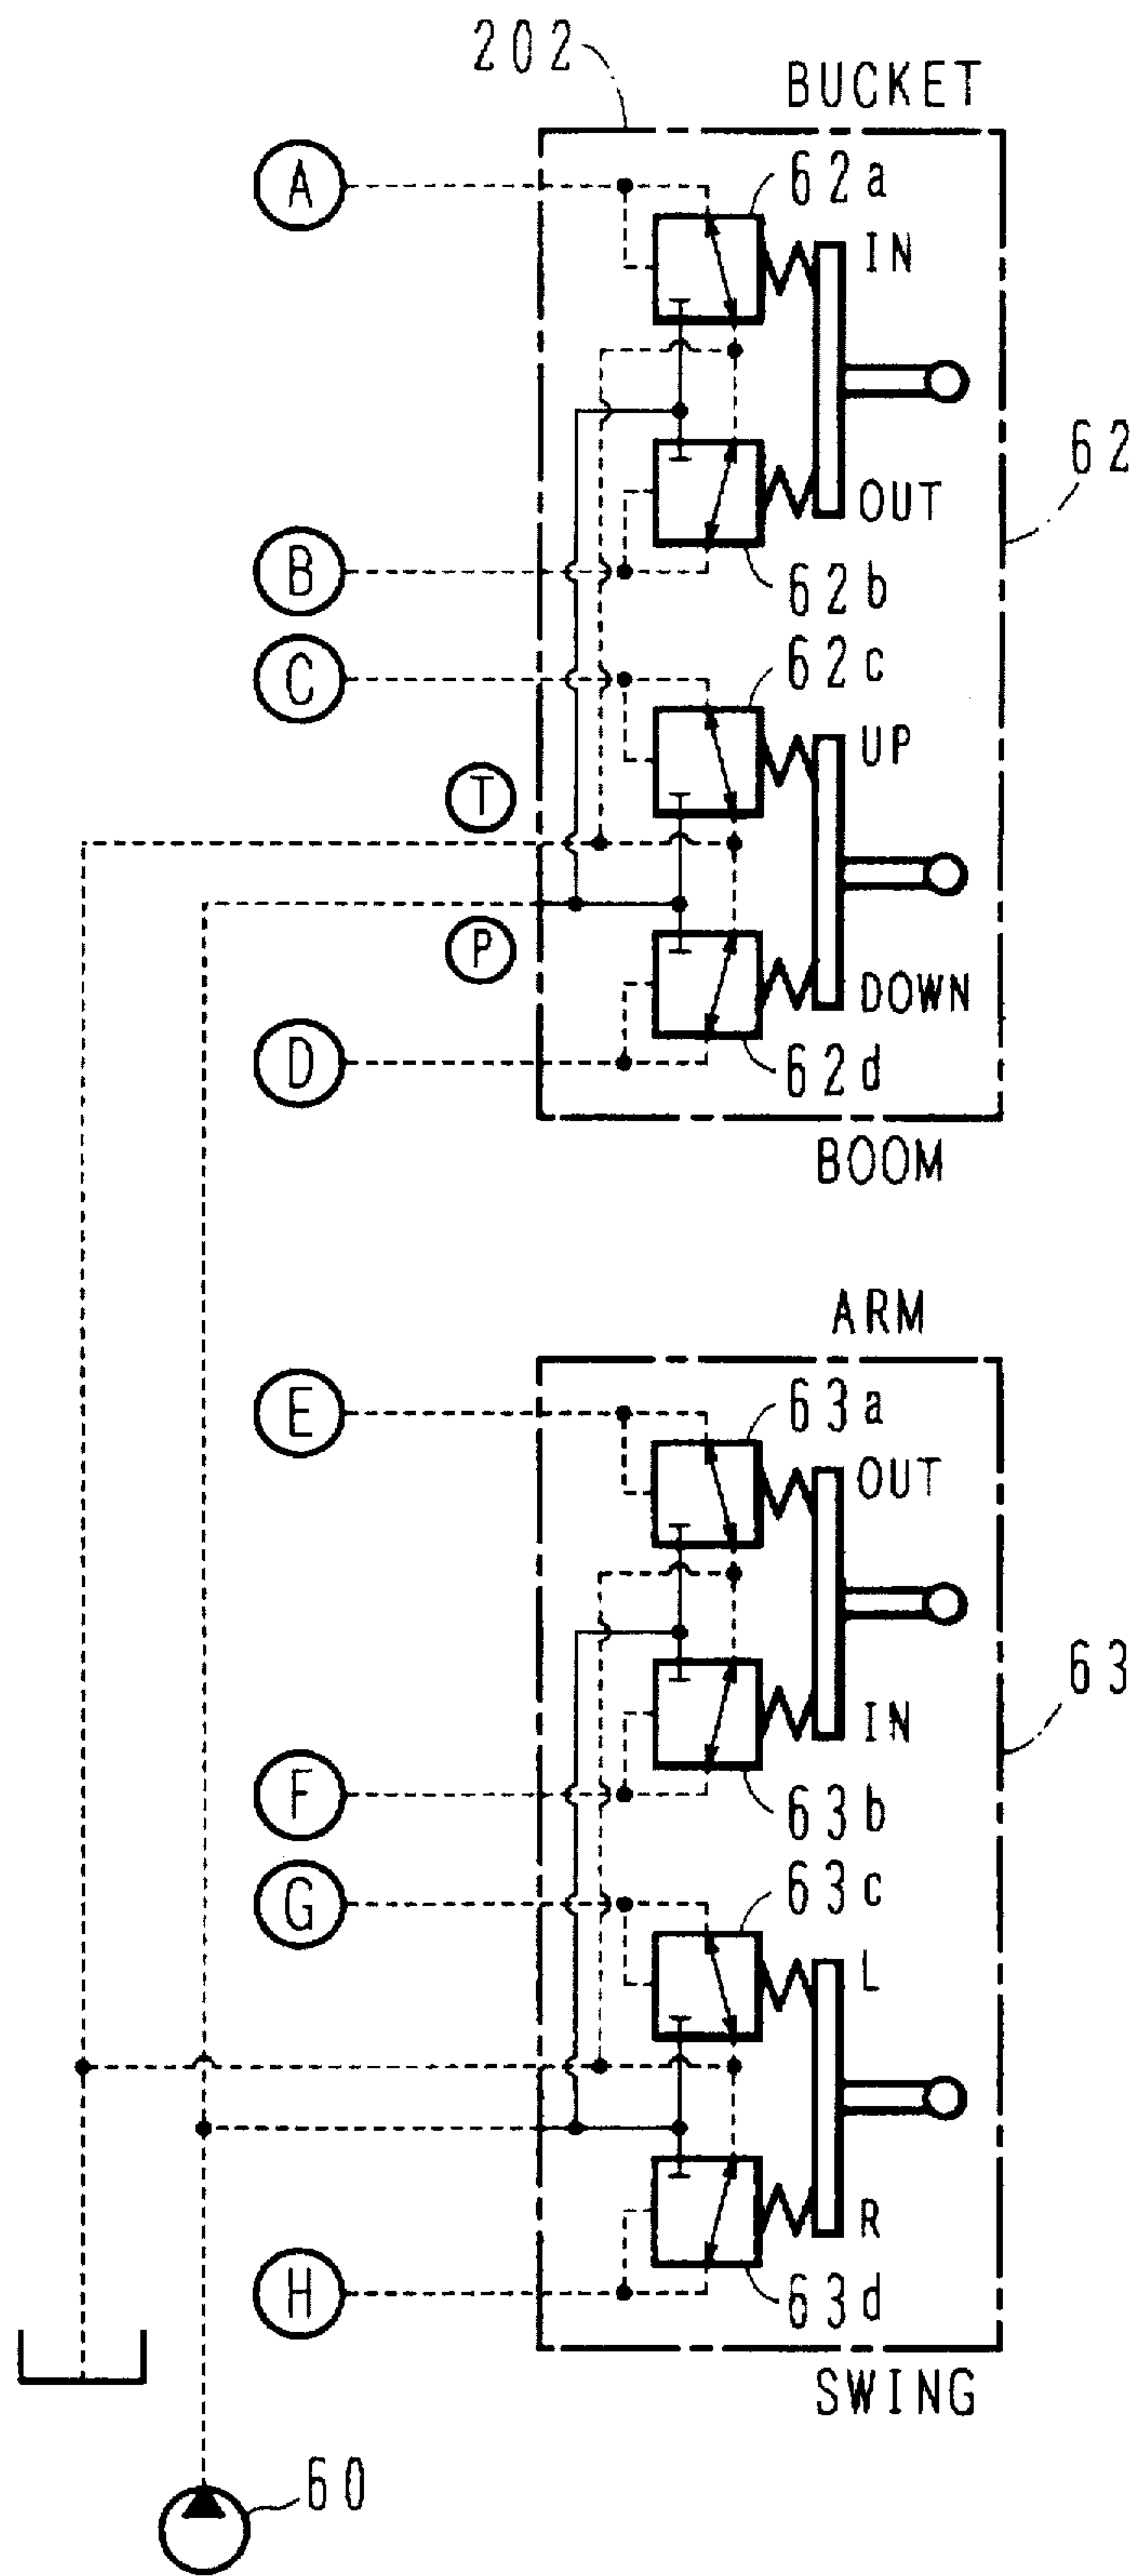 202
BUCKET
A
62a
IN
62
OUT
B
62b
C
62c
UP
T
P
DOWN
D
62d
BOOM
ARM
E
63a
OUT
63
IN
F
63b
G
63c
L
R
H
63d
SWING
60